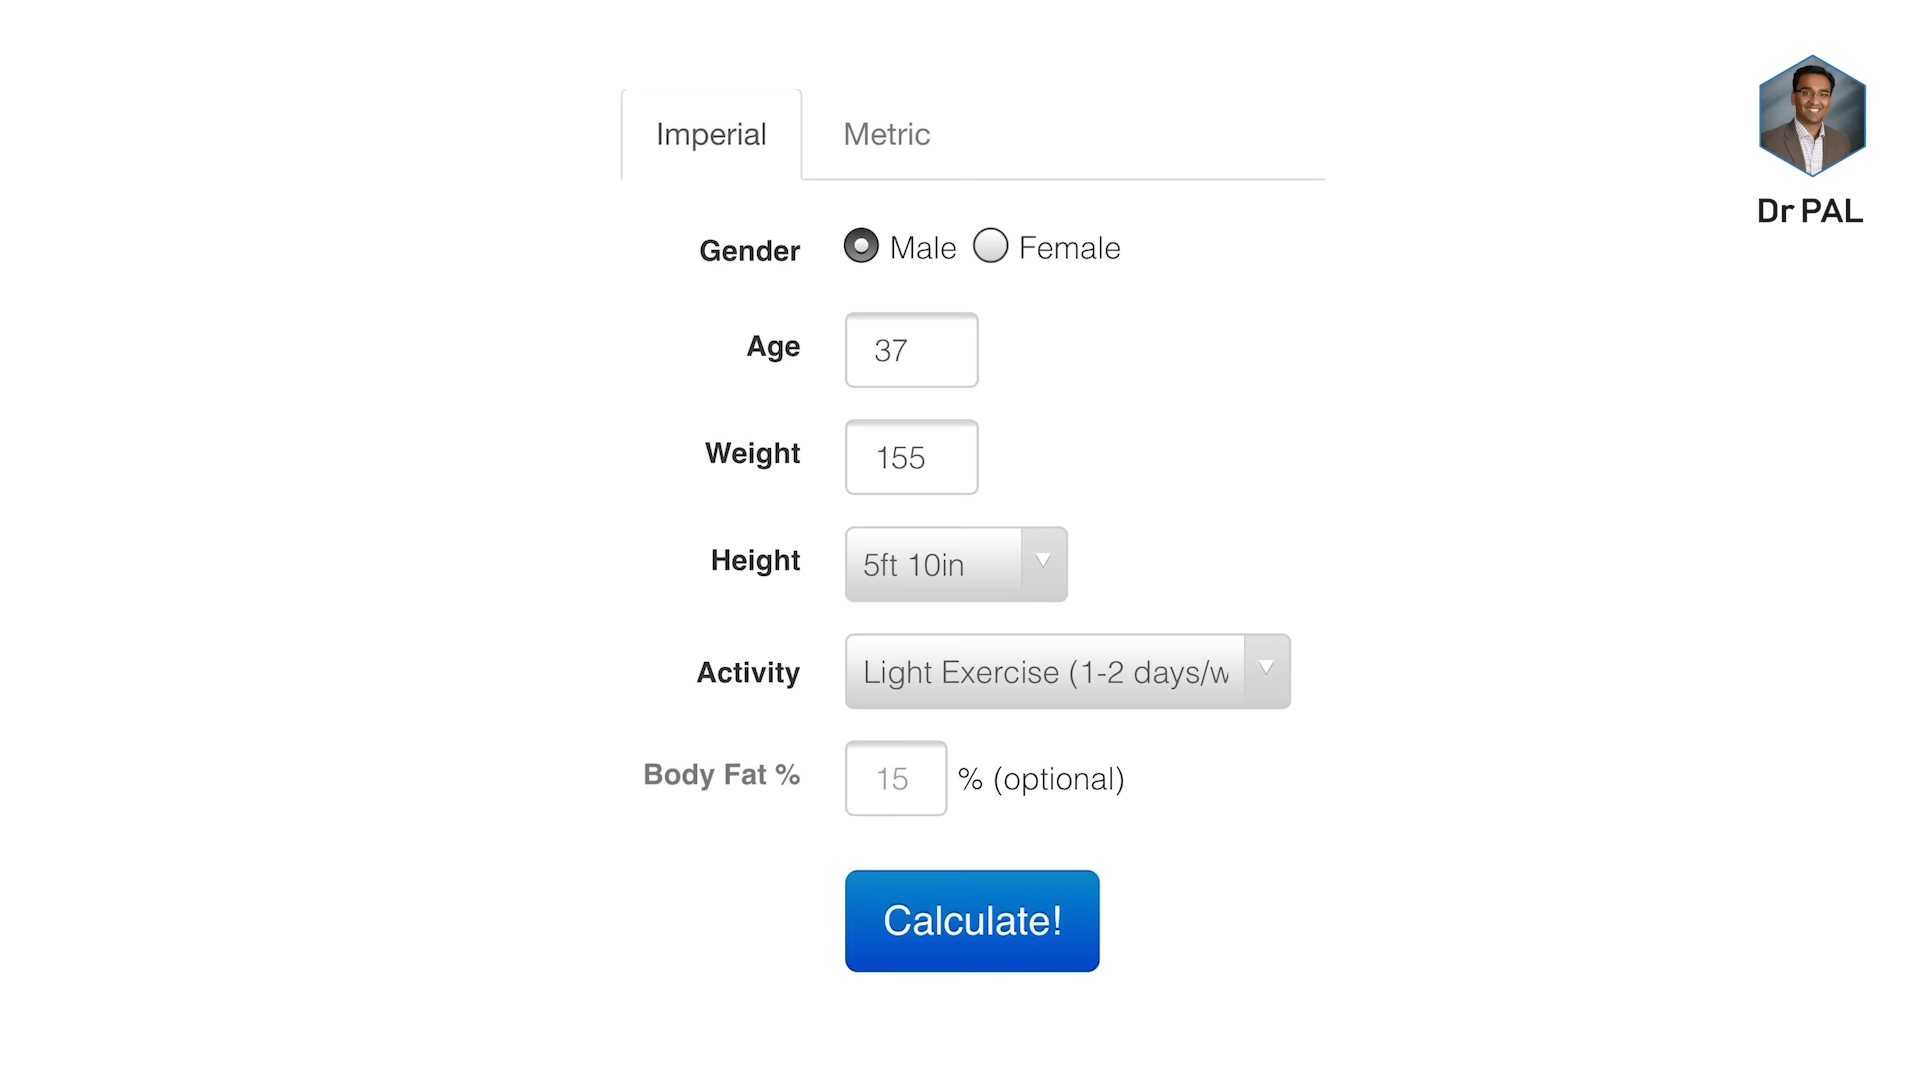 Imperial Metric
Dr PAL
Gender Male Female
Age 37
Weight 155
Height 5ft 10in
Activity Light Exercise (1-2 days/w
Body Fat % 15 % (optional)
Calculate!